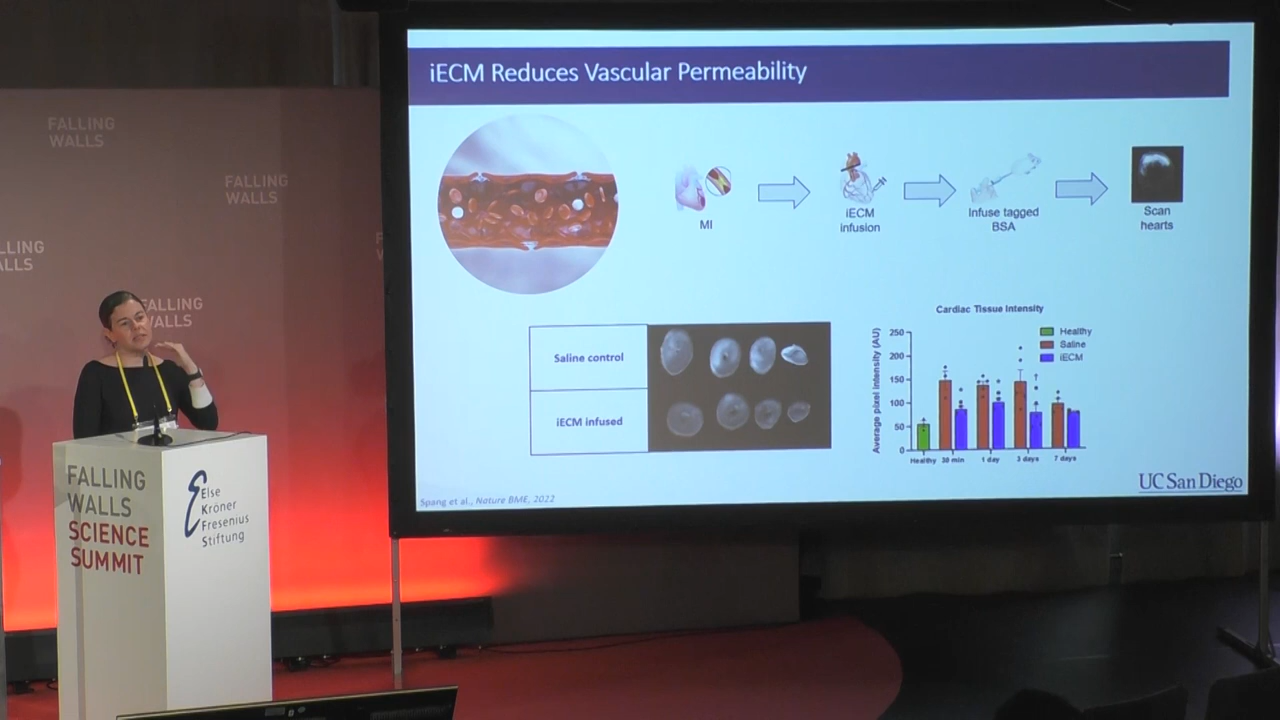 iECM Reduces Vascular Permeability
MI
iECM
infusion
Infuse tagged
BSA
Scan
hearts
Saline control
iECM infused
Cardiac Tissue Intensity
Average pixel intensity (AU)
250
200
150
100
50
0
Healthy
Saline
iECM
Healthy 30 min 1 day 3 days 7 days
Spang et al., Nature BME, 2022
UC San Diego
FALLING
WALLS
FALLING
WALLS
LLING
ALLS
FALLING
WALLS
FALLING
WALLS
SCIENCE
SUMMIT
Else
Kröner
Fresenius
Stiftung